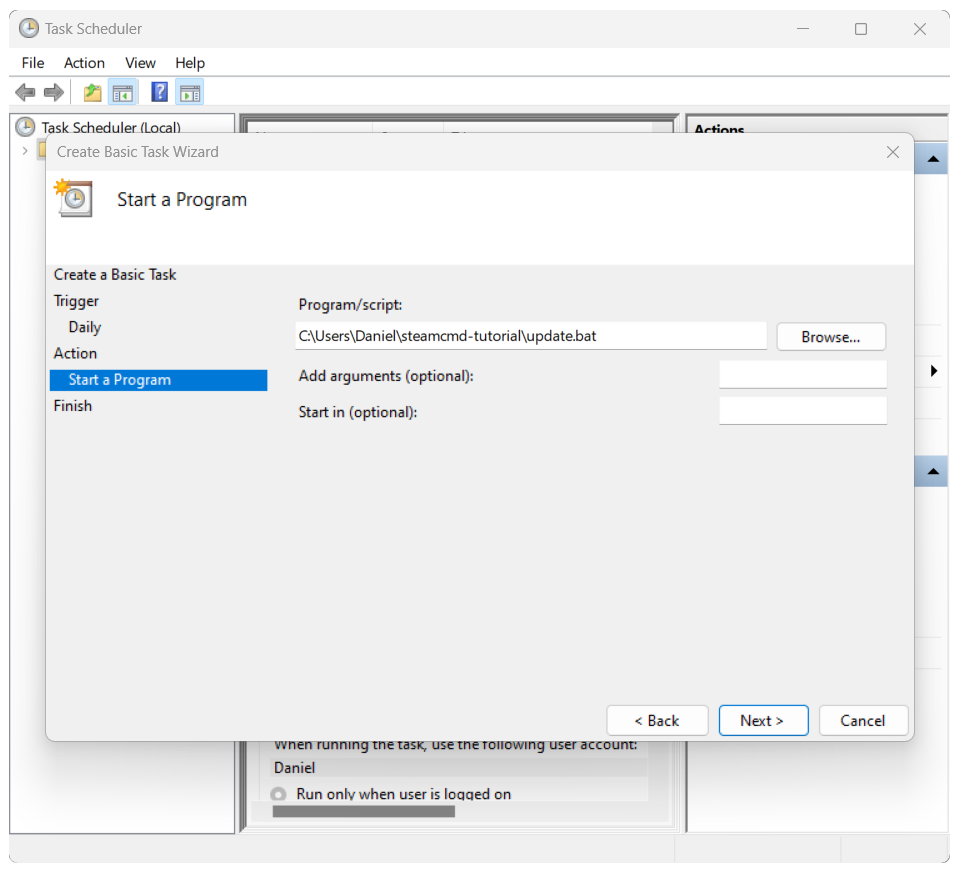 Task Scheduler
File Action View Help
Task Scheduler (Local)
Actions
Create Basic Task Wizard
Start a Program
Create a Basic Task
Trigger
Daily
Action
Start a Program
Finish
Program/script:
C:\Users\Daniel\steamcmd-tutorial\update.bat
Browse...
Add arguments (optional):
Start in (optional):
< Back
Next >
Cancel
When running the task, use the following user account:
Daniel
Run only when user is logged on